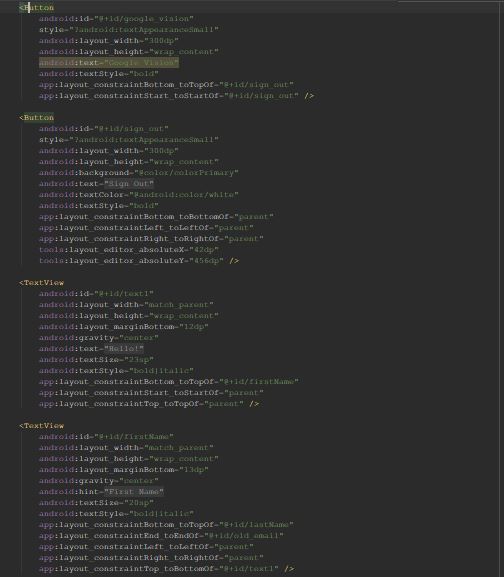 <Button
android:id="@+id/google_vision"
style="?android:textAppearanceSmall"
android:layout_width="300dp"
android:layout_height="wrap_content"
android:text="Google Vision"
android:textStyle="bold"
app:layout_constraintBottom_toTopOf="@+id/sign_out"
app:layout_constraintStart_toStartOf="@+id/sign_out" />
<Button
android:id="@+id/sign_out"
style="?android:textAppearanceSmall"
android:layout_width="300dp"
android:layout_height="wrap_content"
android:background="@color/colorPrimary"
android:text="Sign Out"
android:textColor="@android:color/white"
android:textStyle="bold"
app:layout_constraintBottom_toBottomOf="parent"
app:layout_constraintLeft_toLeftOf="parent"
app:layout_constraintRight_toRightOf="parent"
tools:layout_editor_absoluteX="42dp"
tools:layout_editor_absoluteY="456dp" />
<TextView
android:id="@+id/text1"
android:layout_width="match_parent"
android:layout_height="wrap_content"
android:layout_marginBottom="12dp"
android:gravity="center"
android:text="Hello!"
android:textSize="23sp"
android:textStyle="bold|italic"
app:layout_constraintBottom_toTopOf="@+id/firstName"
app:layout_constraintStart_toStartOf="parent"
app:layout_constraintTop_toTopOf="parent" />
<TextView
android:id="@+id/firstName"
android:layout_width="match_parent"
android:layout_height="wrap_content"
android:layout_marginBottom="13dp"
android:gravity="center"
android:hint="First Name"
android:textSize="20sp"
android:textStyle="bold|italic"
app:layout_constraintBottom_toTopOf="@+id/lastName"
app:layout_constraintEnd_toEndOf="@+id/old_email"
app:layout_constraintLeft_toLeftOf="parent"
app:layout_constraintRight_toRightOf="parent"
app:layout_constraintTop_toBottomOf="@+id/text1" />